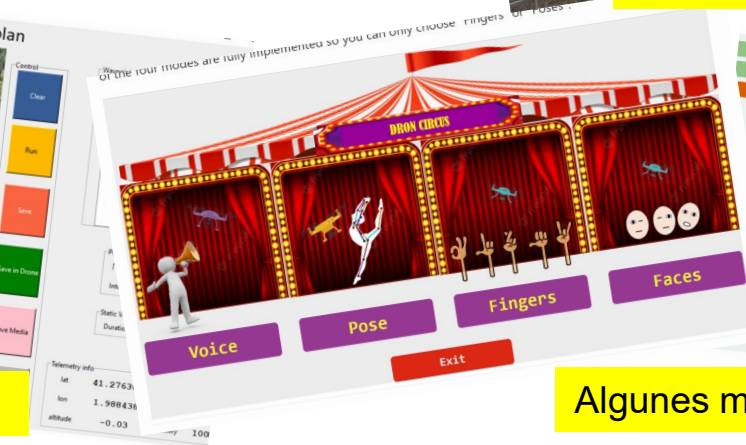 plan
Control
Clear
Run
Save
Save in Drone
Save Media
Static
Duratio
Telemetry info
lat 41.2763
lon 1.98843
altitude -0.03
100
of the four modes are fully implemented so you can only choose "Fingers" or "Poses".
DRON CIRCUS
Voice
Pose
Fingers
Faces
Exit
Algunes m